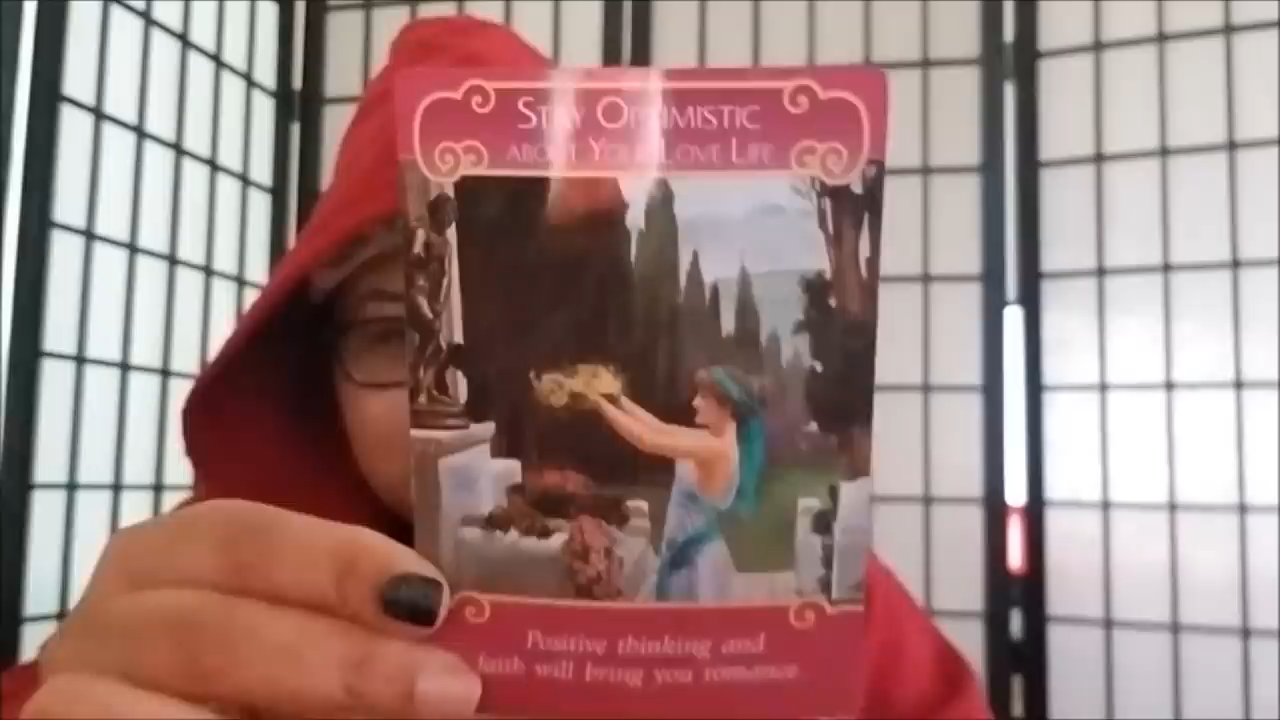 STAY OPTIMISTIC
ABOUT YOUR LOVE LIFE
Positive thinking and
faith will bring you romance.